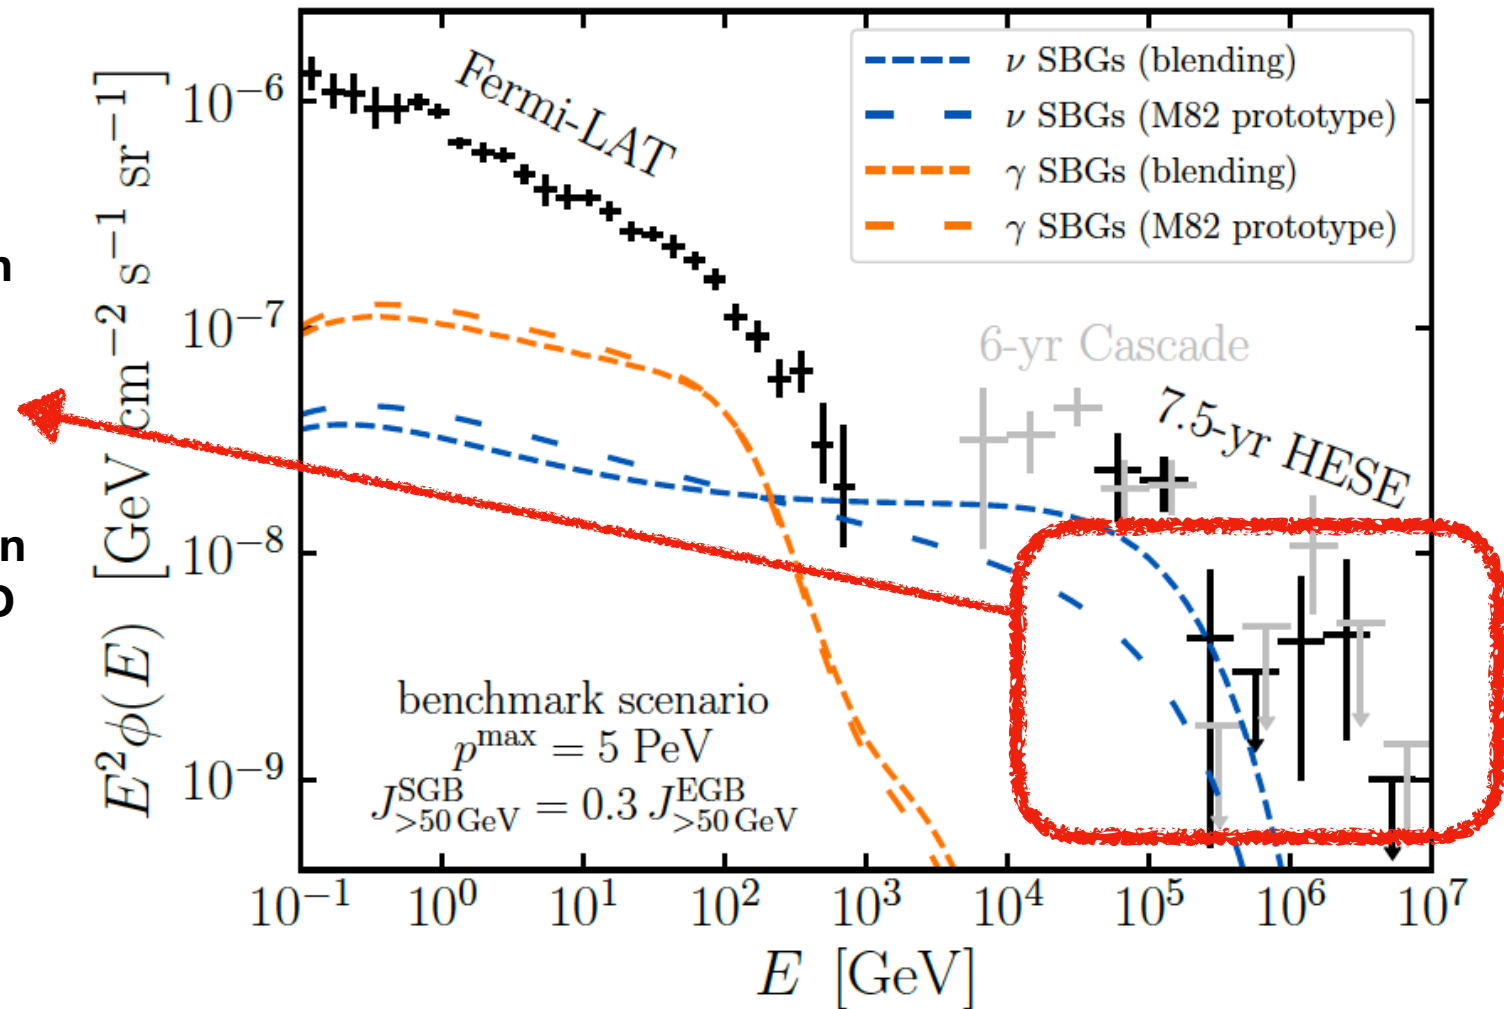 n
n
D
E²ϕ(E) [GeV cm⁻² s⁻¹ sr⁻¹]
10⁻⁶
10⁻⁷
10⁻⁸
10⁻⁹
Fermi-LAT
ν SBGs (blending)
ν SBGs (M82 prototype)
γ SBGs (blending)
γ SBGs (M82 prototype)
6-yr Cascade
7.5-yr HESE
benchmark scenario
p^max = 5 PeV
J^SGB_>50 GeV = 0.3 J^EGB_>50 GeV
10⁻¹ 10⁰ 10¹ 10² 10³ 10⁴ 10⁵ 10⁶ 10⁷
E [GeV]